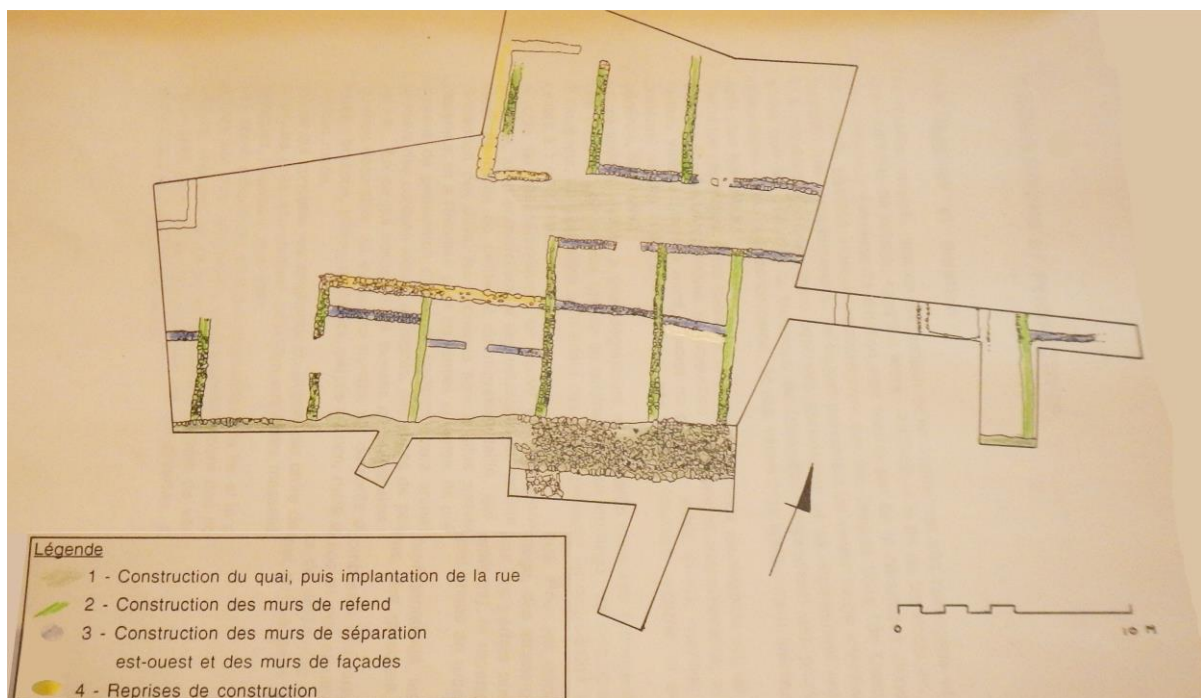 0
10 M
Légende
1 - Construction du quai, puis implantation de la rue
2 - Construction des murs de refend
3 - Construction des murs de séparation
est-ouest et des murs de façades
4 - Reprises de construction